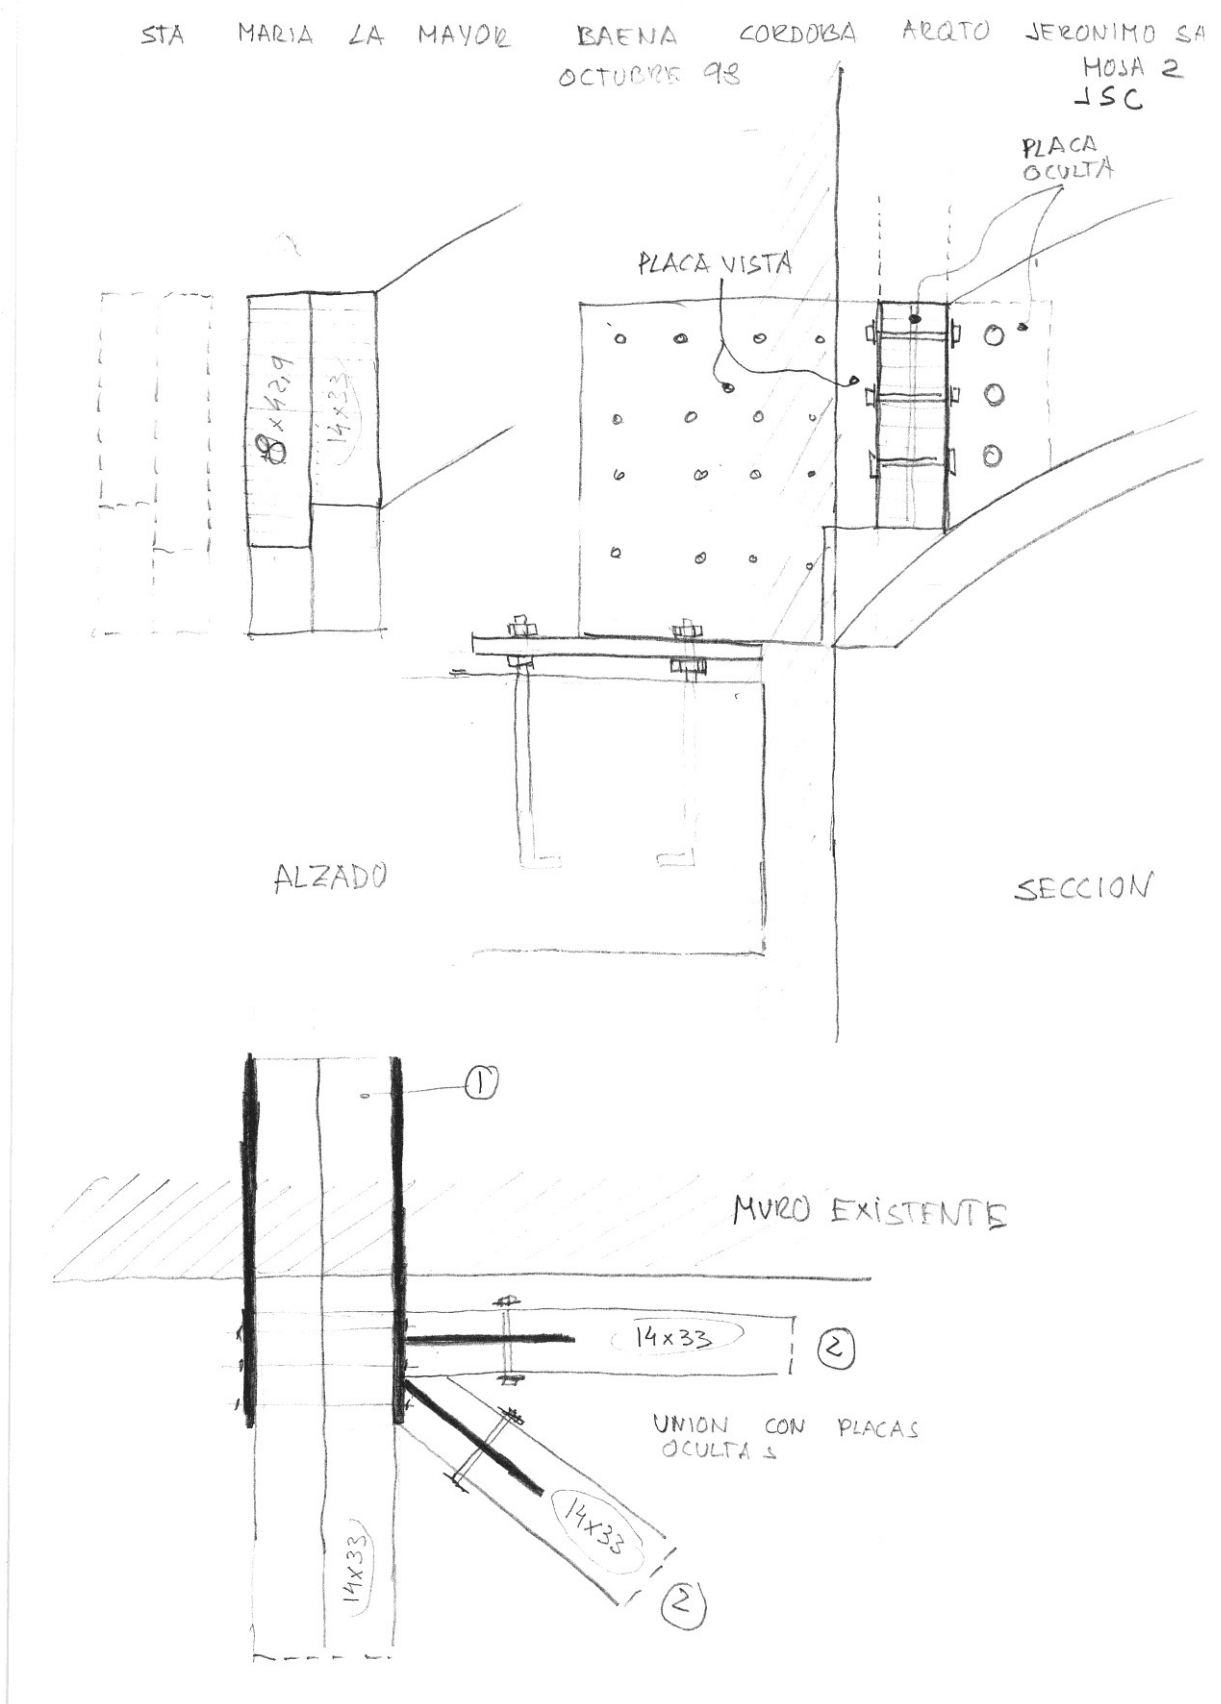 STA MARIA LA MAYOR BAENA CORDOBA ARQTO JERONIMO SA
OCTUBRE 98
HOJA 2
JSC
PLACA
OCULTA
PLACA VISTA
14x33
ALZADO
SECCION
1
MURO EXISTENTE
14x33
2
UNION CON PLACAS
OCULTAS
14x33
14x33
2